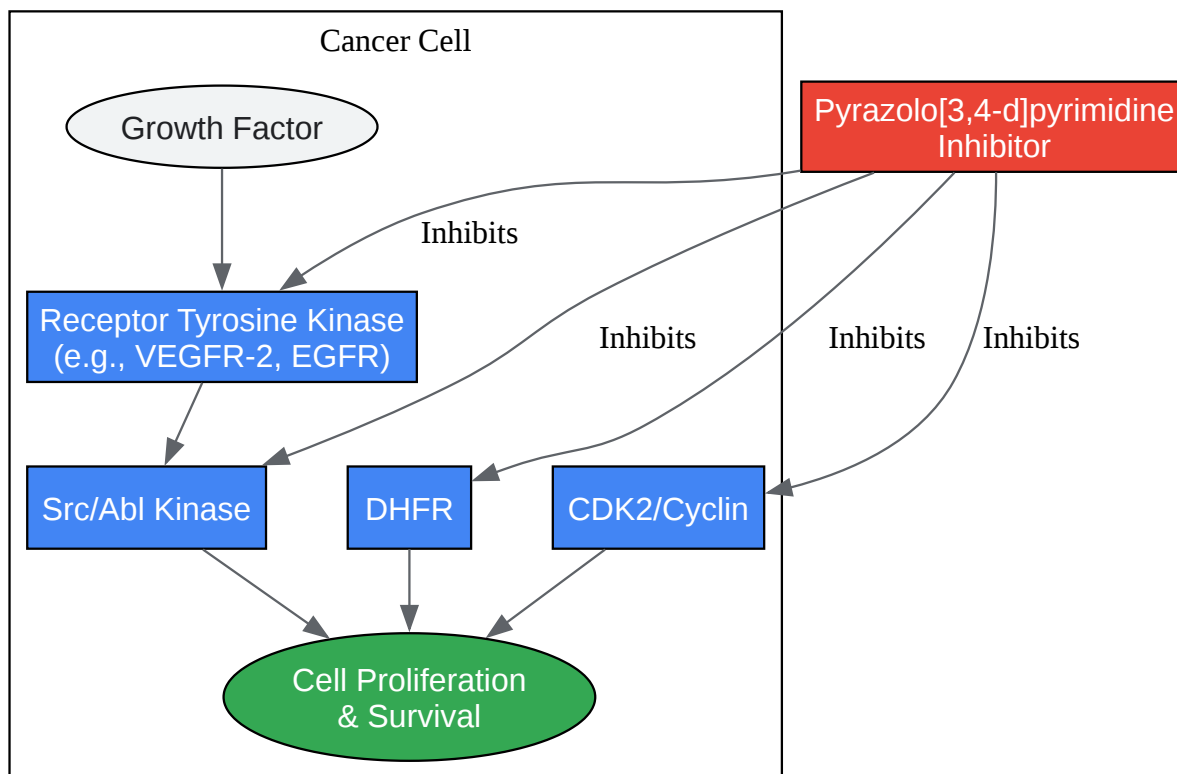 Cancer Cell
Growth Factor
Pyrazolo[3,4-d]pyrimidine
Inhibitor
Inhibits
Receptor Tyrosine Kinase
(e.g., VEGFR-2, EGFR)
Inhibits
Inhibits
Inhibits
Src/Abl Kinase
DHFR
CDK2/Cyclin
Cell Proliferation
& Survival